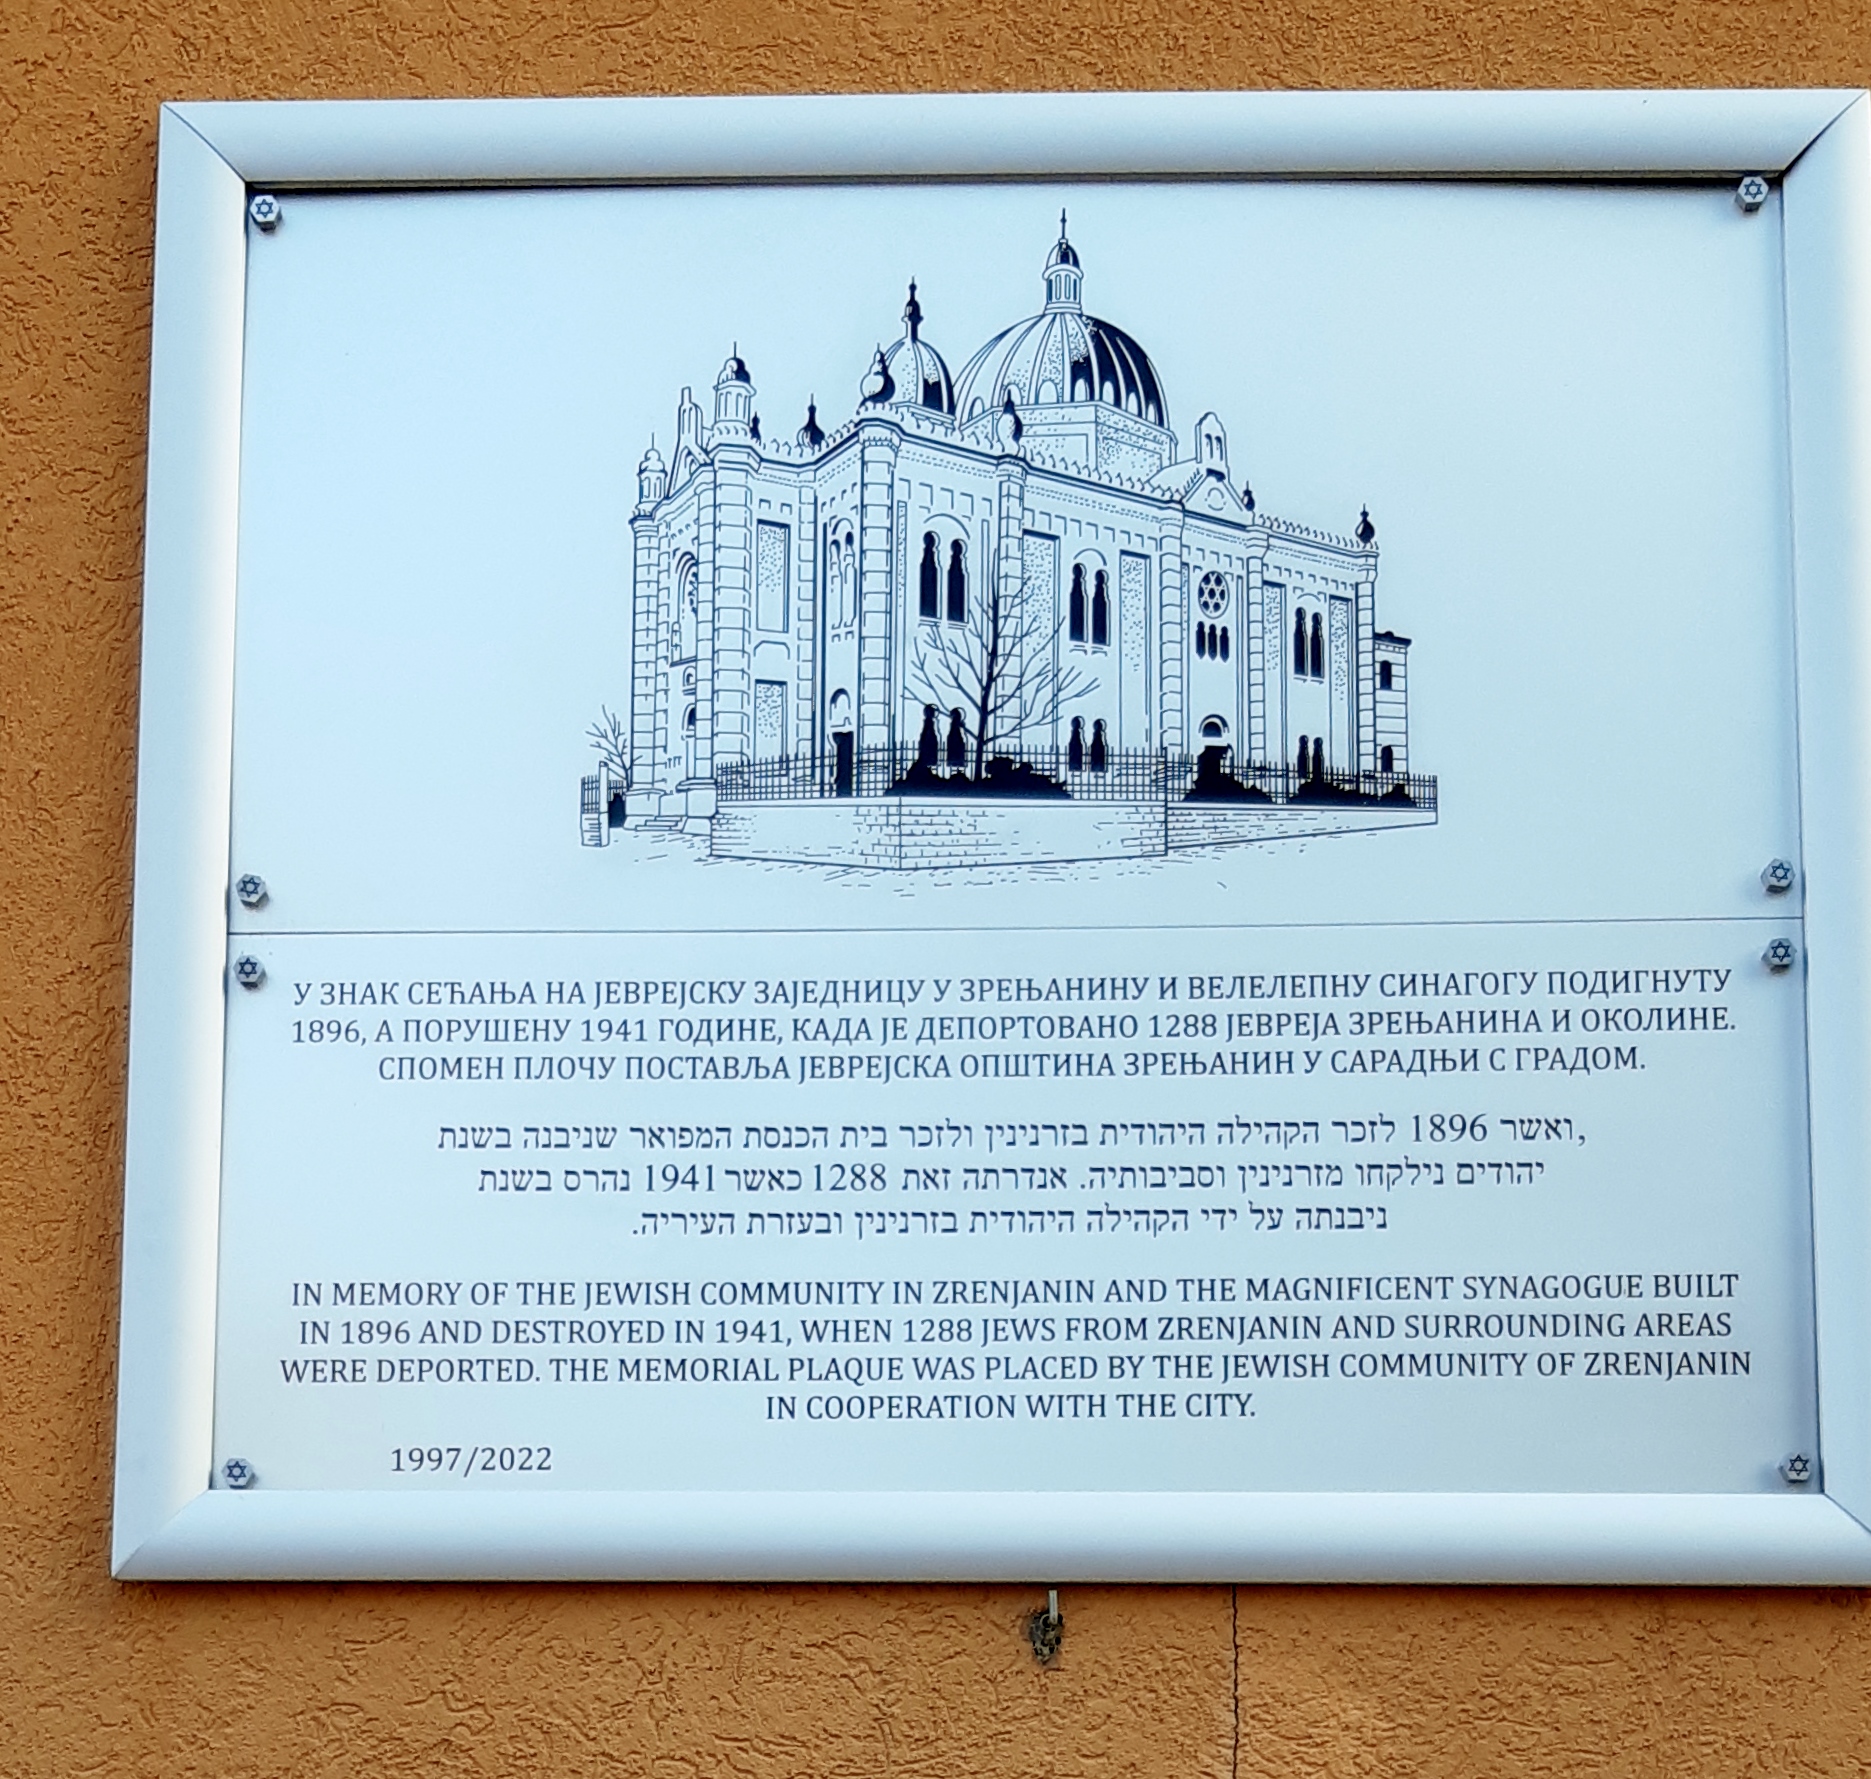 У ЗНАК СЕЋАЊА НА ЈЕВРЕЈСКУ ЗАЈЕДНИЦУ У ЗРЕЊАНИНУ И ВЕЛЕЛЕПНУ СИНАГОГУ ПОДИГНУТУ
1896, А ПОРУШЕНУ 1941 ГОДИНЕ, КАДА ЈЕ ДЕПОРТОВАНО 1288 ЈЕВРЕЈА ЗРЕЊАНИНА И ОКОЛИНЕ.
СПОМЕН ПЛОЧУ ПОСТАВЉА ЈЕВРЕЈСКА ОПШТИНА ЗРЕЊАНИН У САРАДЊИ С ГРАДОМ.
,ואשר 1896 לזכר הקהילה היהודית בזרנינין ולזכר בית הכנסת המפואר שניבנה בשנת
יהודים נילקחו מזרנינין וסביבותיה. אנדרתה זאת 1288 כאשר 1941 נהרס בשנת
ניבנתה על ידי הקהילה היהודית בזרנינין ובעזרת העיריה.
IN MEMORY OF THE JEWISH COMMUNITY IN ZRENJANIN AND THE MAGNIFICENT SYNAGOGUE BUILT
IN 1896 AND DESTROYED IN 1941, WHEN 1288 JEWS FROM ZRENJANIN AND SURROUNDING AREAS
WERE DEPORTED. THE MEMORIAL PLAQUE WAS PLACED BY THE JEWISH COMMUNITY OF ZRENJANIN
IN COOPERATION WITH THE CITY.
1997/2022